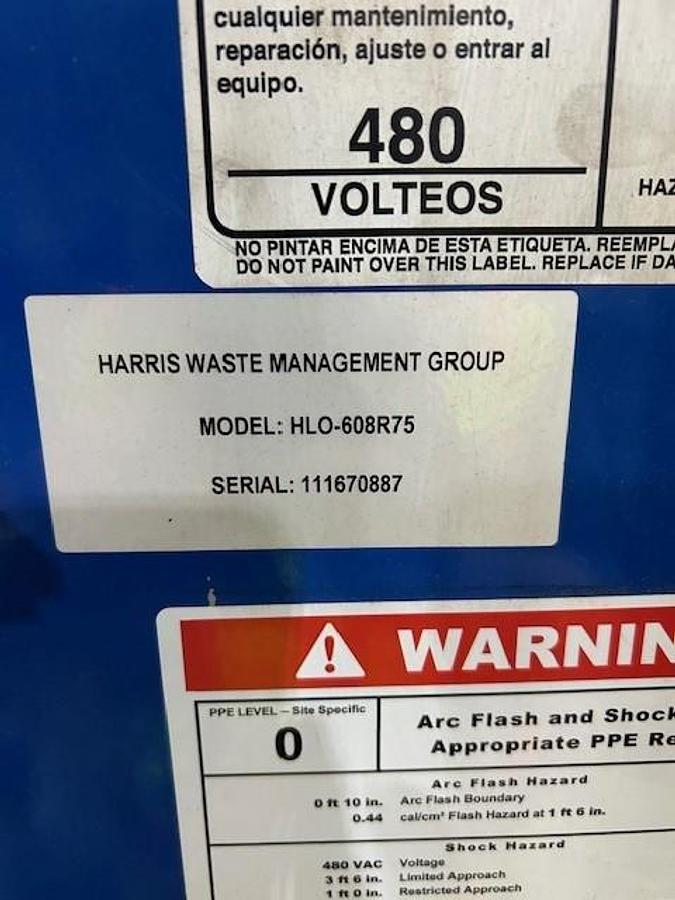 cualquier mantenimiento,
reparación, ajuste o entrar al
equipo.
480
VOLTEOS
HAZ
NO PINTAR ENCIMA DE ESTA ETIQUETA. REEMPLA
DO NOT PAINT OVER THIS LABEL. REPLACE IF DA
HARRIS WASTE MANAGEMENT GROUP
MODEL: HLO-608R75
SERIAL: 111670887
WARNIN
PPE LEVEL – Site Specific
0
Arc Flash and Shock
Appropriate PPE Re
Arc Flash Hazard
0 ft 10 in. Arc Flash Boundary
0.44 cal/cm² Flash Hazard at 1 ft 6 in.
Shock Hazard
480 VAC Voltage
3 ft 6 in. Limited Approach
1 ft 0 in. Restricted Approach